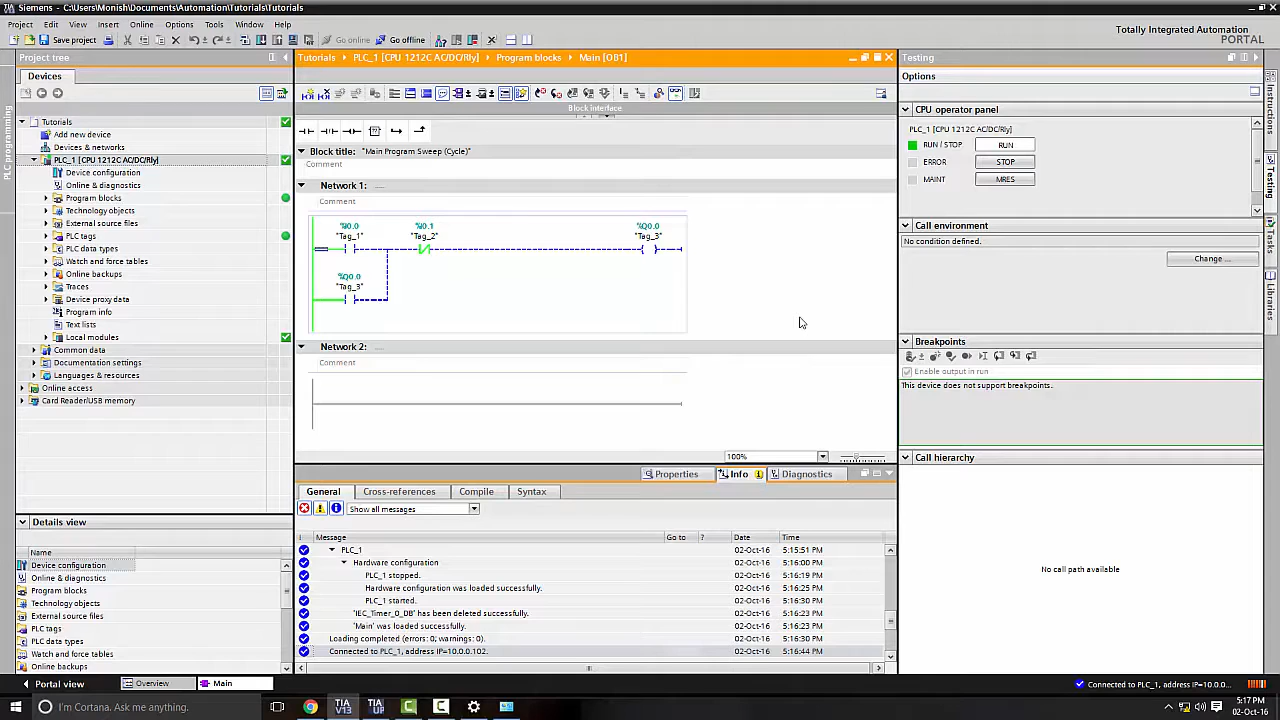 Siemens - C:\Users\Monish\Documents\Automation\Tutorials\Tutorials
Project Edit View Insert Online Options Tools Window Help
Totally Integrated Automation
PORTAL
Save project
Go online
Go offline
Project tree
Devices
Tutorials
Add new device
Devices & networks
PLC_1 [CPU 1212C AC/DC/Rly]
Device configuration
Online & diagnostics
Program blocks
Technology objects
External source files
PLC tags
PLC data types
Watch and force tables
Online backups
Traces
Device proxy data
Program info
Text lists
Local modules
Common data
Documentation settings
Languages & resources
Online access
Card Reader/USB memory
Details view
Name
Device configuration
Online & diagnostics
Program blocks
Technology objects
External source files
PLC tags
PLC data types
Watch and force tables
Online backups
PLC programming
Tutorials PLC_1 [CPU 1212C AC/DC/Rly] Program blocks Main [OB1]
Block interface
Block title: "Main Program Sweep (Cycle)"
Comment
Network 1:
Comment
%I0.0
"Tag_1"
%I0.1
"Tag_2"
%Q0.0
"Tag_3"
%Q0.0
"Tag_3"
Network 2:
Comment
100%
Properties
Info
Diagnostics
General Cross-references Compile Syntax
Show all messages
! Message Go to ? Date Time
PLC_1 02-Oct-16 5:15:51 PM
Hardware configuration 02-Oct-16 5:16:00 PM
PLC_1 stopped. 02-Oct-16 5:16:19 PM
Hardware configuration was loaded successfully. 02-Oct-16 5:16:25 PM
PLC_1 started. 02-Oct-16 5:16:30 PM
'IEC_Timer_0_DB' has been deleted successfully. 02-Oct-16 5:16:23 PM
'Main' was loaded successfully. 02-Oct-16 5:16:23 PM
Loading completed (errors: 0; warnings: 0). 02-Oct-16 5:16:30 PM
Connected to PLC_1, address IP=10.0.0.102. 02-Oct-16 5:16:44 PM
Testing
Options
CPU operator panel
PLC_1 [CPU 1212C AC/DC/Rly]
RUN / STOP RUN
ERROR STOP
MAINT MRES
Call environment
No condition defined.
Change ...
Breakpoints
Enable output in run
This device does not support breakpoints.
Call hierarchy
No call path available
Instructions
Testing
Tasks
Libraries
Portal view
Overview
Main
Connected to PLC_1, address IP=10.0.0...
I'm Cortana. Ask me anything.
TIA V13
TIA UP
5:17 PM
02-Oct-16